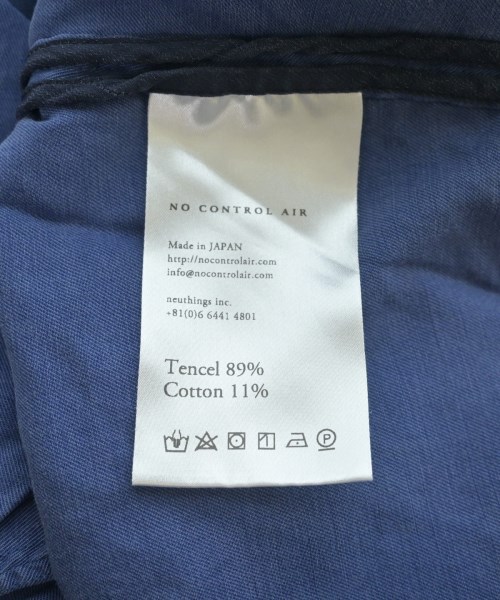 NO CONTROL AIR
Made in JAPAN
http://nocontrolair.com
info@nocontrolair.com
neuthings inc.
+81(0)6 6441 4801
Tencel 89%
Cotton 11%
P